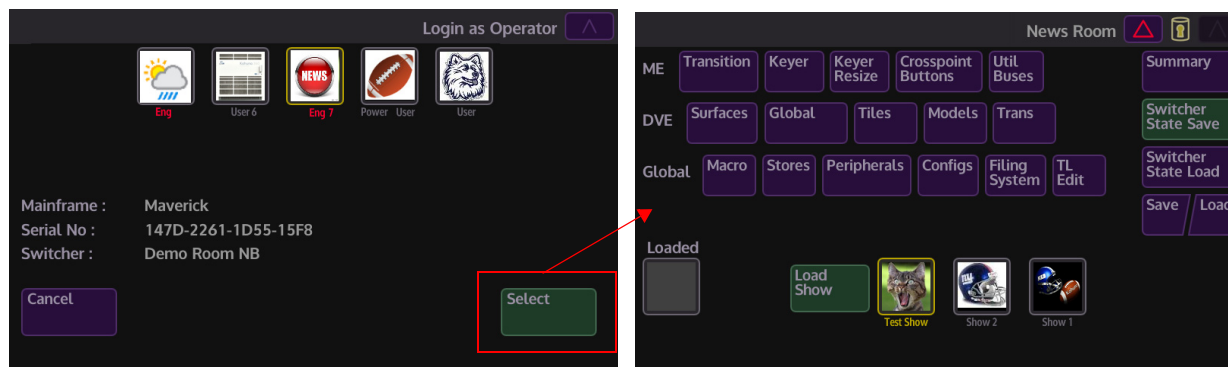 Login as Operator
NEWS
Eng
User 6
Eng 7
Power User
User
Mainframe : Maverick
Serial No : 147D-2261-1D55-15F8
Switcher : Demo Room NB
Cancel
Select
News Room
ME
Transition
Keyer
Keyer
Resize
Crosspoint
Buttons
Util
Buses
Summary
DVE
Surfaces
Global
Tiles
Models
Trans
Switcher
State Save
Global
Macro
Stores
Peripherals
Configs
Filing
System
TL
Edit
Switcher
State Load
Save
Load
Loaded
Load
Show
Test Show
Show 2
Show 1